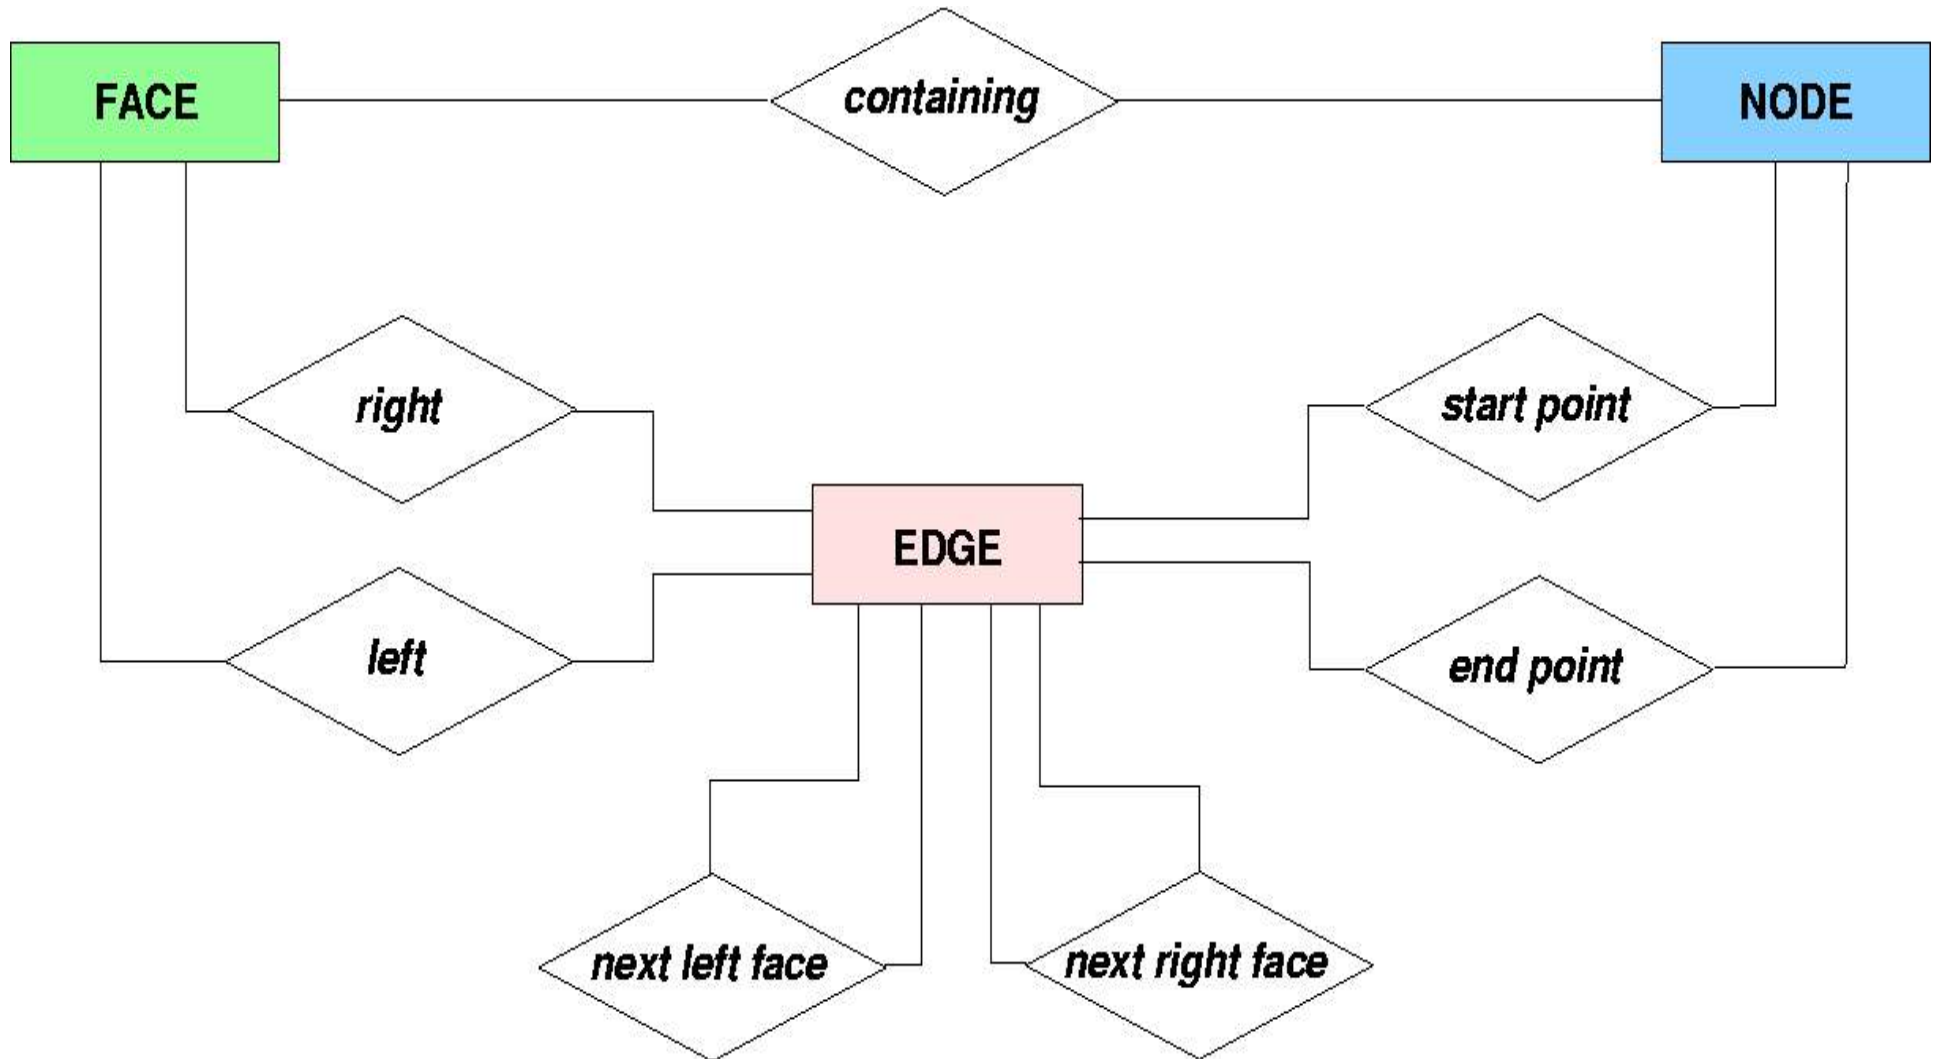 FACE
containing
NODE
right
start point
EDGE
left
end point
next left face
next right face